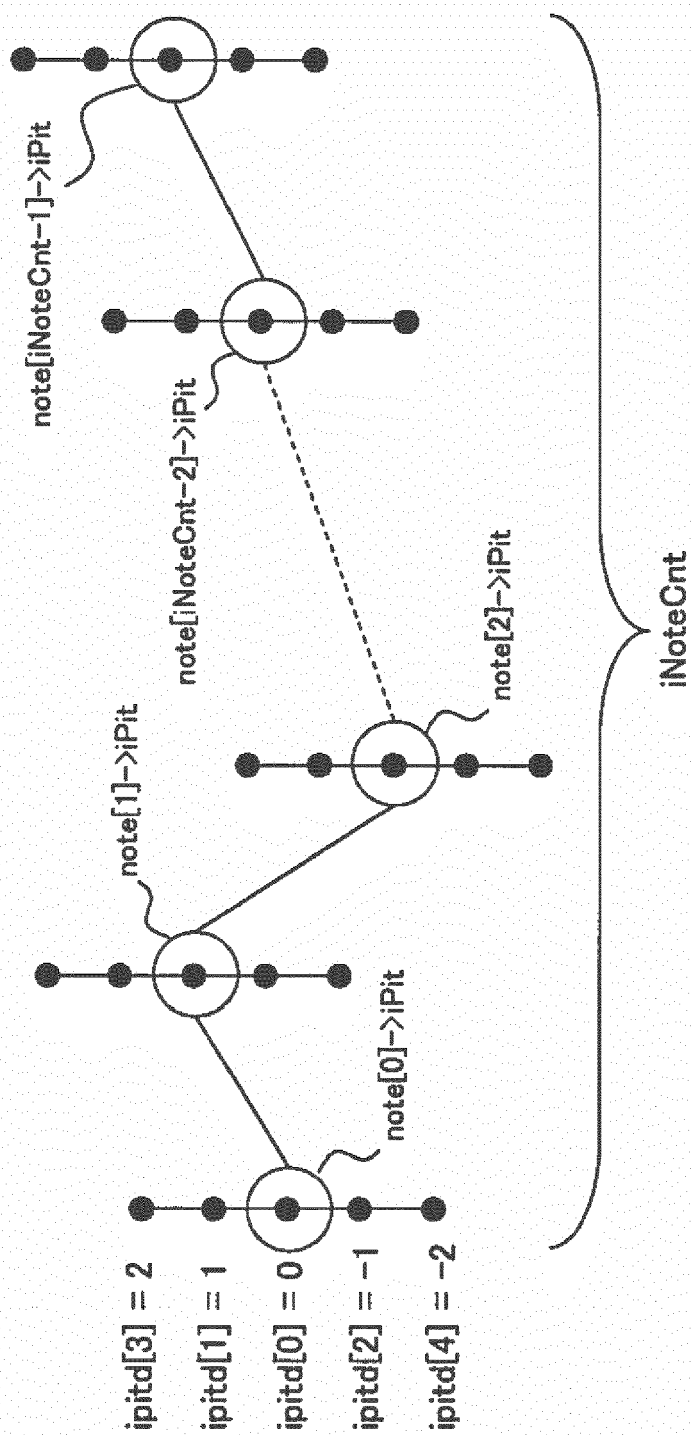 ipitd[3] = 2
ipitd[1] = 1
ipitd[0] = 0
ipitd[2] = -1
ipitd[4] = -2
note[0]->iPit
note[1]->iPit
note[2]->iPit
note[iNoteCnt-2]->iPit
note[iNoteCnt-1]->iPit
iNoteCnt